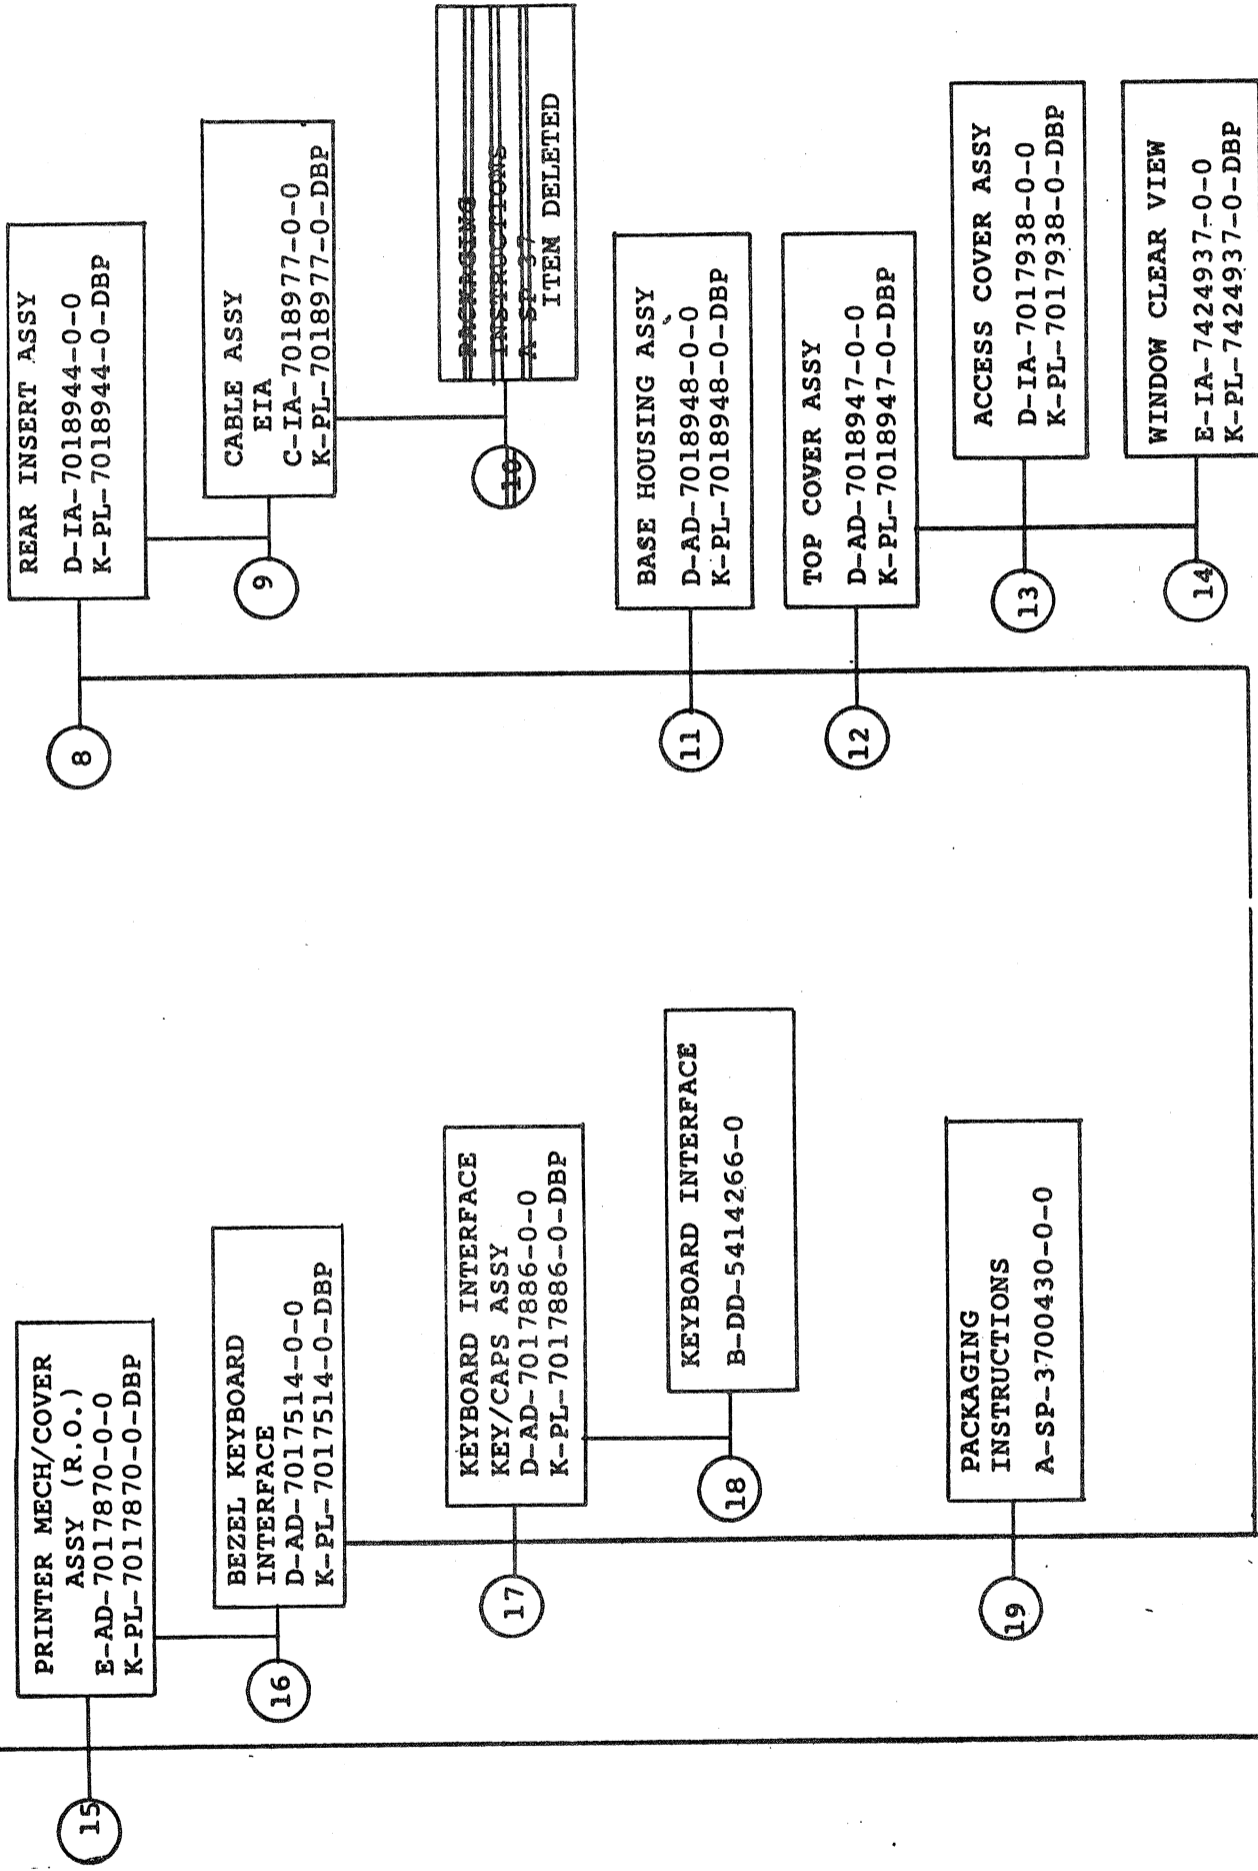 15
PRINTER MECH/COVER
ASSY (R.O.)
E-AD-7017870-0-0
K-PL-7017870-0-DBP
16
BEZEL KEYBOARD
INTERFACE
D-AD-7017514-0-0
K-PL-7017514-0-DBP
17
KEYBOARD INTERFACE
KEY/CAPS ASSY
D-AD-7017886-0-0
K-PL-7017886-0-DBP
18
KEYBOARD INTERFACE
B-DD-5414266-0
19
PACKAGING
INSTRUCTIONS
A-SP-3700430-0-0
8
REAR INSERT ASSY
D-IA-7018944-0-0
K-PL-7018944-0-DBP
9
CABLE ASSY
EIA
C-IA-7018977-0-0
K-PL-7018977-0-DBP
10
PACKAGING
INSTRUCTIONS
A-SP-37
ITEM DELETED
11
BASE HOUSING ASSY
D-AD-7018948-0-0
K-PL-7018948-0-DBP
12
TOP COVER ASSY
D-AD-7018947-0-0
K-PL-7018947-0-DBP
13
ACCESS COVER ASSY
D-IA-7017938-0-0
K-PL-7017938-0-DBP
14
WINDOW CLEAR VIEW
E-IA-7424937-0-0
K-PL-7424937-0-DBP